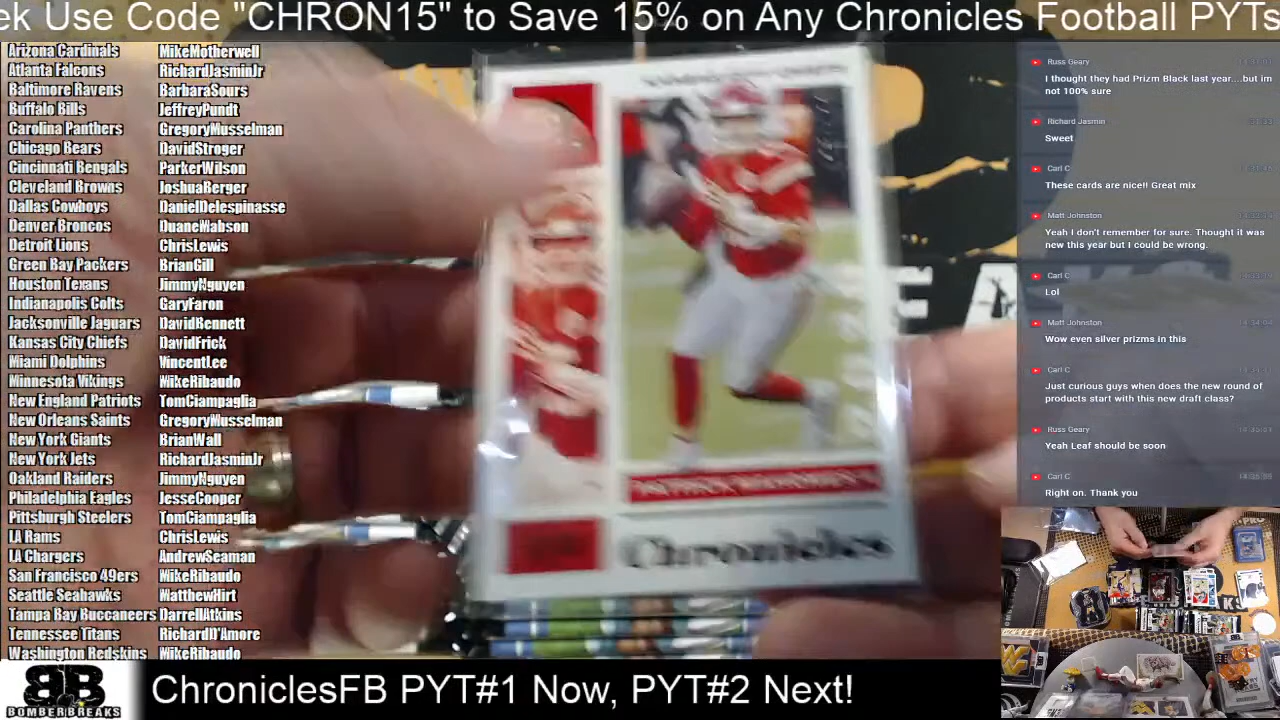 ek Use Code "CHRON15" to Save 15% on Any Chronicles Football PYTs
Arizona Cardinals MikeMotherwell
Atlanta Falcons RichardJasminJr
Baltimore Ravens BarbaraSours
Buffalo Bills JeffreyPundt
Carolina Panthers GregoryMusselman
Chicago Bears DavidStroger
Cincinnati Bengals ParkerWilson
Cleveland Browns JoshuaBerger
Dallas Cowboys DanielDelespinasse
Denver Broncos DuaneWabson
Detroit Lions ChrisLewis
Green Bay Packers BrianGill
Houston Texans JimmyNguyen
Indianapolis Colts GaryFaron
Jacksonville Jaguars DavidBennett
Kansas City Chiefs DavidFrick
Miami Dolphins VincentLee
Minnesota Vikings MikeRibaudo
New England Patriots TomCiampaglia
New Orleans Saints GregoryMusselman
New York Giants BrianWall
New York Jets RichardJasminJr
Oakland Raiders JimmyNguyen
Philadelphia Eagles JesseCooper
Pittsburgh Steelers TomCiampaglia
LA Rams ChrisLewis
LA Chargers AndrewSeaman
San Francisco 49ers MikeRibaudo
Seattle Seahawks MatthewHirt
Tampa Bay Buccaneers DarrellAtkins
Tennessee Titans RichardD'Amore
Washington Redskins MikeRibaudo
Chronicles
Russ Geary
I thought they had Prizm Black last year....but im
not 100% sure
Richard Jasmin
Sweet
Carl C
These cards are nice!! Great mix
Matt Johnston
Yeah I don't remember for sure. Thought it was
new this year but I could be wrong.
Carl C
Lol
Matt Johnston
Wow even silver prizms in this
Carl C
Just curious guys when does the new round of
products start with this new draft class?
Russ Geary
Yeah Leaf should be soon
Carl C
Right on. Thank you
BB
BOMBERBREAKS
ChroniclesFB PYT#1 Now, PYT#2 Next!